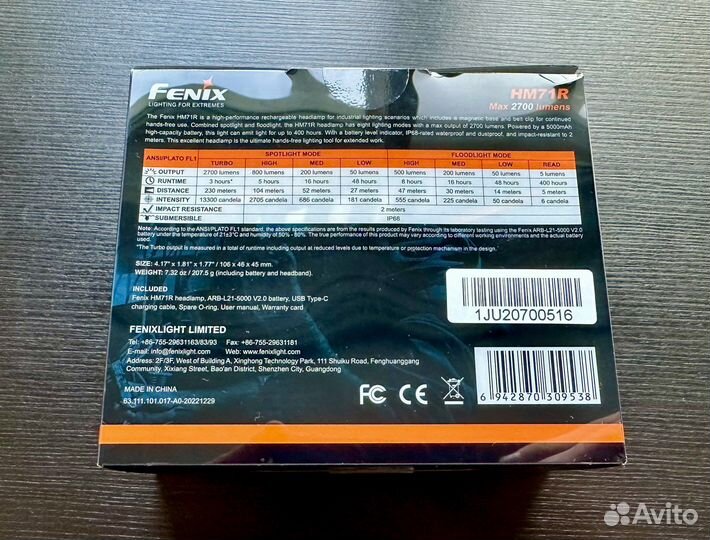 FENIX
LIGHTING FOR EXTREMES
HM71R
Max 2700 lumens
The Fenix HM71R is a high-performance rechargeable headlamp for industrial lighting scenarios which includes a magnetic base and belt clip for continued
hands-free use. Combined spotlight and floodlight, the HM71R headlamp has eight lighting modes with a max output of 2700 lumens. Powered by a 5000mAh
high-capacity battery, this light can emit light for up to 400 hours. With a battery level indicator, IP66-rated waterproof and dustproof, and impact-resistant to 2
meters. This excellent headlamp is the ultimate hands-free lighting tool for extended work.
ANSI/PLATO FL1 SPOTLIGHT MODE FLOODLIGHT MODE
TURBO HIGH MED LOW HIGH MED LOW READ
OUTPUT 2700 lumens 800 lumens 200 lumens 50 lumens 500 lumens 200 lumens 50 lumens 5 lumens
RUNTIME 3 hours* 5 hours 16 hours 48 hours 8 hours 16 hours 48 hours 400 hours
DISTANCE 230 meters 104 meters 52 meters 27 meters 47 meters 30 meters 14 meters 5 meters
INTENSITY 13300 candela 2705 candela 686 candela 181 candela 555 candela 225 candela 50 candela 6 candela
IMPACT RESISTANCE 2 meters
SUBMERSIBLE IP66
Note: According to the ANSI/PLATO FL1 standard, the above specifications are from the results produced by Fenix through its laboratory testing using the Fenix ARB-L21-5000 V2.0
battery under the temperature of 21±3°C and humidity of 50% - 80%. The true performance of this product may vary according to different working environments and the actual battery
used.
*The Turbo output is measured in a total of runtime including output at reduced levels due to temperature or protection mechanism in the design.
SIZE: 4.17" x 1.81" x 1.77" / 106 x 46 x 45 mm
WEIGHT: 7.32 oz / 207.5 g (including battery and headband).
INCLUDED
Fenix HM71R headlamp, ARB-L21-5000 V2.0 battery, USB Type-C
charging cable, Spare O-ring, User manual, Warranty card
1JU20700516
FENIXLIGHT LIMITED
Tel: +86-755-29631163/83/93 Fax: +86-755-29631181
E-mail: info@fenixlight.com Web: www.fenixlight.com
Address: 2F/3F, West of Building A, Xinghong Technology Park, 111 Shuiku Road, Fenghuanggang
Community, Xixiang Street, Bao'an District, Shenzhen City, Guangdong
MADE IN CHINA
63.111.101.017-A0-20221229
FC CE
6 942870 309538
Avito